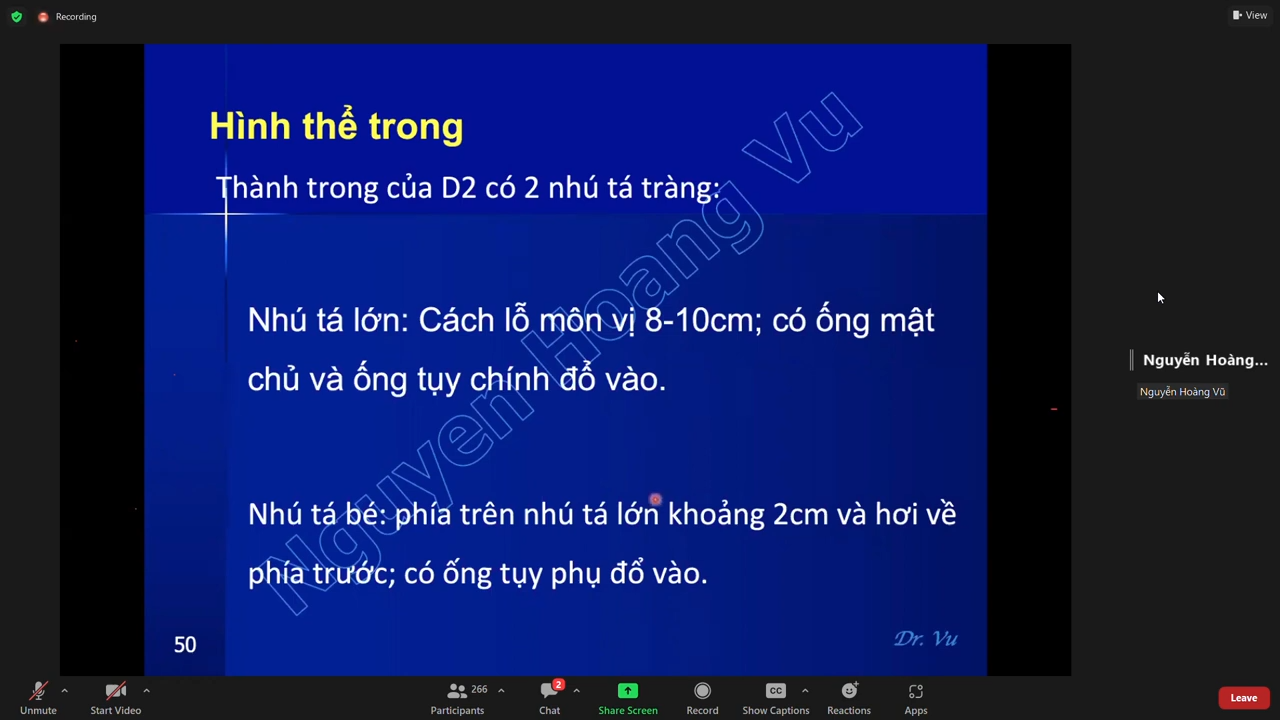 Recording
View
Hình thể trong
Thành trong của D2 có 2 nhú tá tràng:
Nhú tá lớn: Cách lỗ môn vị 8-10cm; có ống mật
chủ và ống tụy chính đổ vào.
Nhú tá bé: phía trên nhú tá lớn khoảng 2cm và hơi về
phía trước; có ống tụy phụ đổ vào.
Nguyen Hoang Vu
50
Dr. Vu
Nguyễn Hoàng...
Nguyễn Hoàng Vũ
Unmute
Start Video
266
Participants
2
Chat
Share Screen
Record
CC
Show Captions
Reactions
Apps
Leave